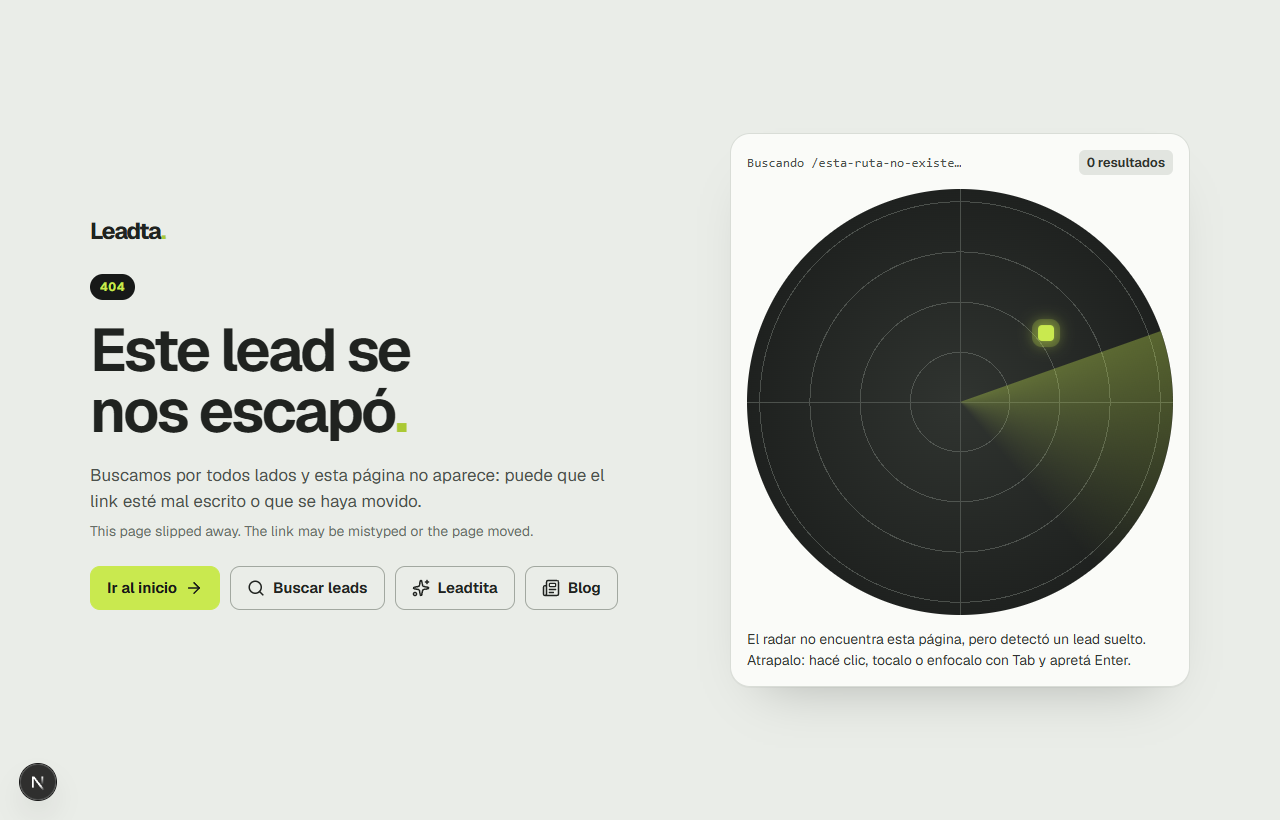 Leadta.
404
Este lead se
nos escapó.
Buscamos por todos lados y esta página no aparece: puede que el
link esté mal escrito o que se haya movido.
This page slipped away. The link may be mistyped or the page moved.
Ir al inicio
Buscar leads
Leadtita
Blog
Buscando /esta-ruta-no-existe…
0 resultados
El radar no encuentra esta página, pero detectó un lead suelto.
Atrapalo: hacé clic, tocalo o enfocalo con Tab y apretá Enter.
N